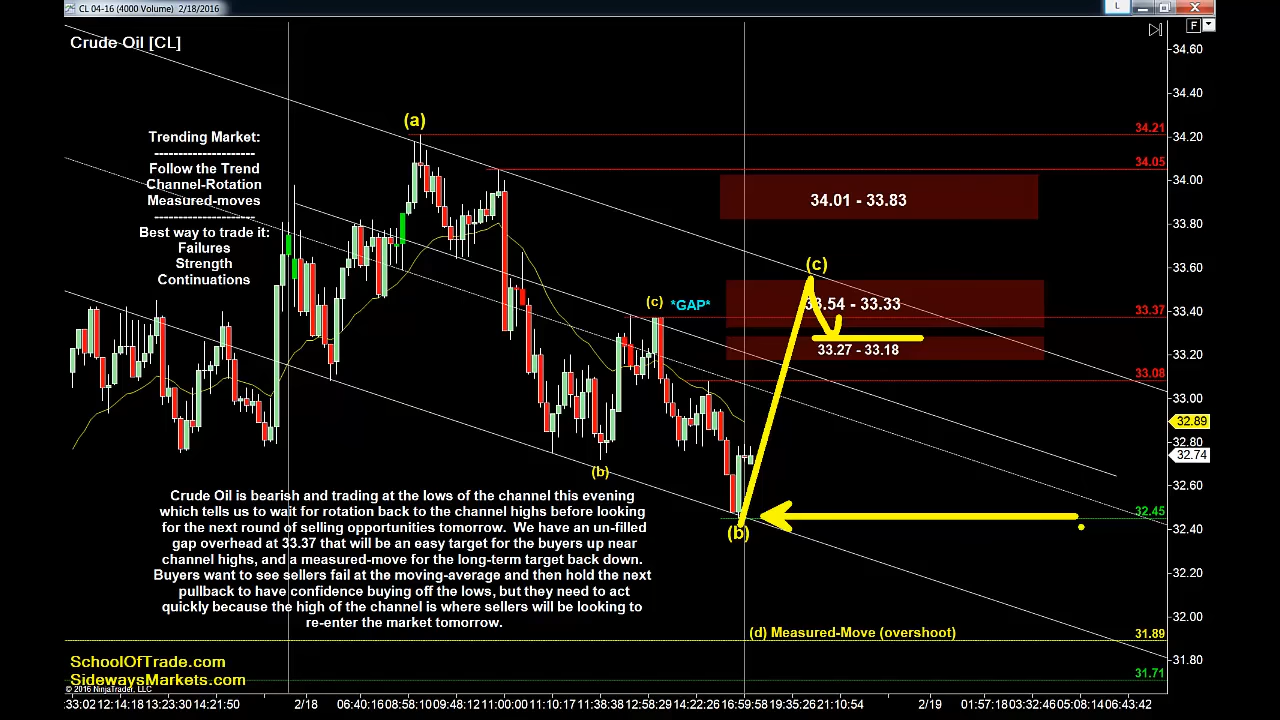 CL 04-16 (4000 Volume) 2/18/2016
L
F
Crude Oil [CL]
34.60
34.40
(a)
34.21
34.20
Trending Market:
--------------------
Follow the Trend
Channel-Rotation
Measured-moves
--------------------
Best way to trade it:
Failures
Strength
Continuations
34.05
34.00
34.01 - 33.83
33.80
(c)
33.60
(c)
*GAP*
33.54 - 33.33
33.37
33.40
33.27 - 33.18
33.20
33.08
33.00
32.89
32.80
32.74
(b)
32.60
32.45
32.40
(b)
Crude Oil is bearish and trading at the lows of the channel this evening
which tells us to wait for rotation back to the channel highs before looking
for the next round of selling opportunities tomorrow. We have an un-filled
gap overhead at 33.37 that will be an easy target for the buyers up near
channel highs, and a measured-move for the long-term target back down.
Buyers want to see sellers fail at the moving-average and then hold the next
pullback to have confidence buying off the lows, but they need to act
quickly because the high of the channel is where sellers will be looking to
re-enter the market tomorrow.
32.20
32.00
(d) Measured-Move (overshoot)
31.89
31.80
31.71
SchoolOfTrade.com
SidewaysMarkets.com
© 2016 NinjaTrader, LLC
:33:02 12:14:18 13:23:30 14:21:50 2/18 06:40:16 08:58:10 09:48:12 11:00:00 11:10:17 11:38:38 12:58:29 14:22:26 16:59:58 19:35:26 21:10:54 2/19 01:57:18 03:32:46 05:08:14 06:43:42